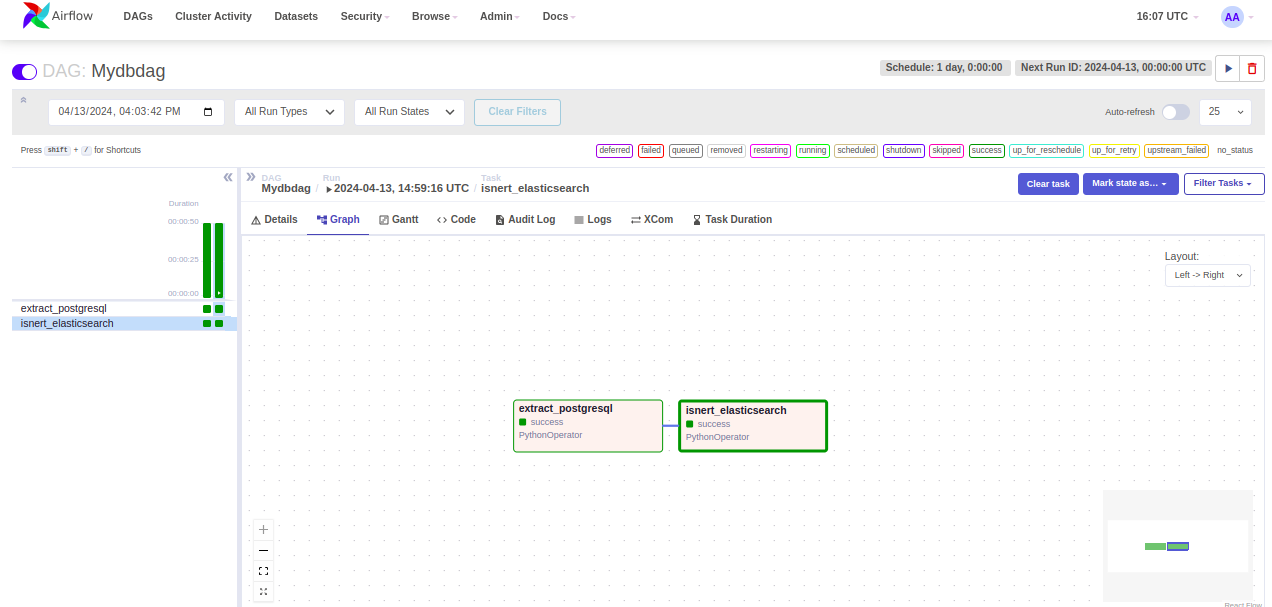 Airflow DAGs Cluster Activity Datasets Security Browse Admin Docs 16:07 UTC AA
DAG: Mydbdag Schedule: 1 day, 0:00:00 Next Run ID: 2024-04-13, 00:00:00 UTC
04/13/2024, 04:03:42 PM All Run Types All Run States Clear Filters Auto-refresh 25
Press shift + / for Shortcuts deferred failed queued removed restarting running scheduled shutdown skipped success up_for_reschedule up_for_retry upstream_failed no_status
DAG Run Task
Mydbdag / 2024-04-13, 14:59:16 UTC / isnert_elasticsearch Clear task Mark state as… Filter Tasks
Duration
00:00:50
00:00:25
00:00:00
extract_postgresql
isnert_elasticsearch
Details Graph Gantt Code Audit Log Logs XCom Task Duration
Layout:
Left -> Right
extract_postgresql
success
PythonOperator
isnert_elasticsearch
success
PythonOperator
React Flow